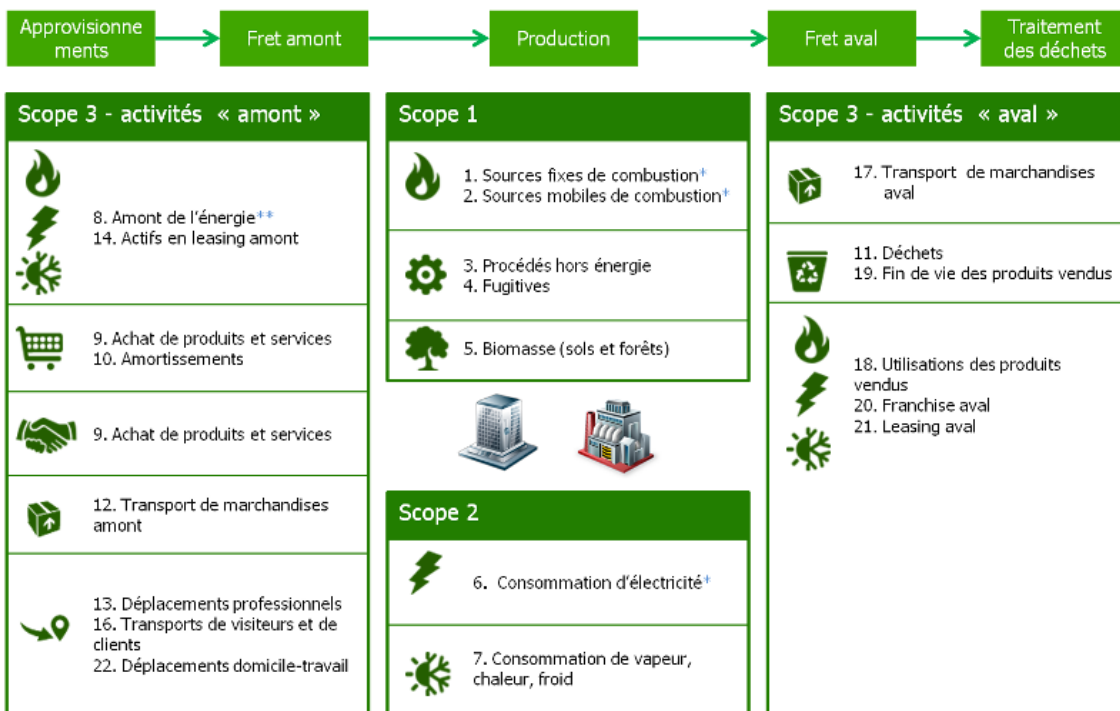 Approvisionne
ments
Fret amont
Production
Fret aval
Traitement
des déchets
Scope 3 - activités « amont »
8. Amont de l'énergie**
14. Actifs en leasing amont
9. Achat de produits et services
10. Amortissements
9. Achat de produits et services
12. Transport de marchandises
amont
13. Déplacements professionnels
16. Transports de visiteurs et de
clients
22. Déplacements domicile-travail
Scope 1
1. Sources fixes de combustion*
2. Sources mobiles de combustion*
3. Procédés hors énergie
4. Fugitives
5. Biomasse (sols et forêts)
Scope 2
6. Consommation d'électricité*
7. Consommation de vapeur,
chaleur, froid
Scope 3 - activités « aval »
17. Transport de marchandises
aval
11. Déchets
19. Fin de vie des produits vendus
18. Utilisations des produits
vendus
20. Franchise aval
21. Leasing aval